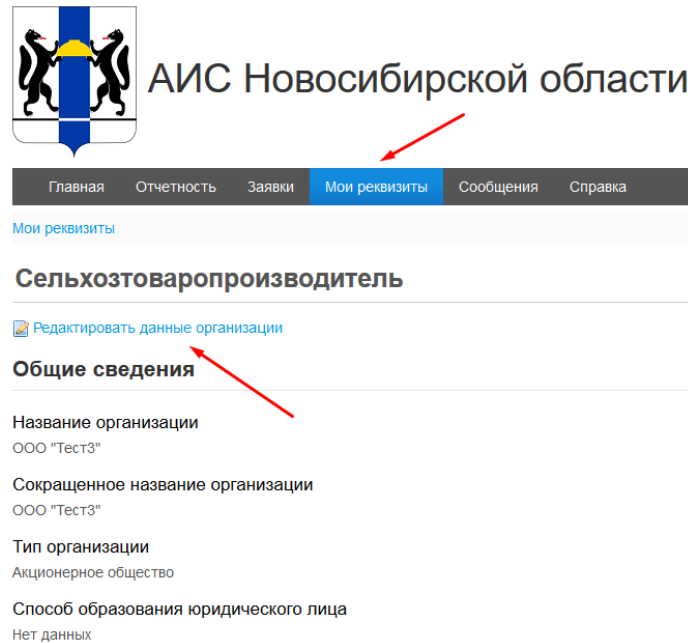 АИС Новосибирской области
Главная Отчетность Заявки Мои реквизиты Сообщения Справка
Мои реквизиты
Сельхозтоваропроизводитель
Редактировать данные организации
Общие сведения
Название организации
ООО "Тест3"
Сокращенное название организации
ООО "Тест3"
Тип организации
Акционерное общество
Способ образования юридического лица
Нет данных